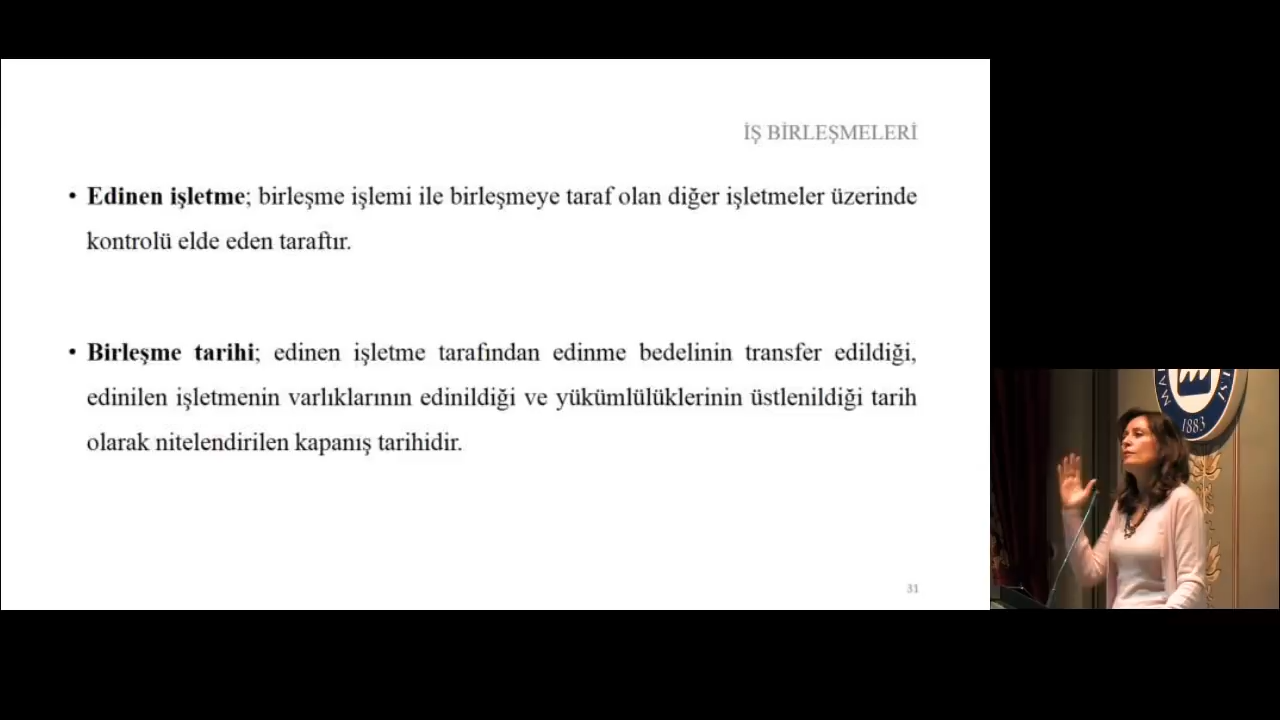 İŞ BİRLEŞMELERİ
• Edinen işletme; birleşme işlemi ile birleşmeye taraf olan diğer işletmeler üzerinde
kontrolü elde eden taraftır.
• Birleşme tarihi; edinen işletme tarafından edinme bedelinin transfer edildiği,
edinilen işletmenin varlıklarının edinildiği ve yükümlülüklerinin üstlenildiği tarih
olarak nitelendirilen kapanış tarihidir.
31
1883